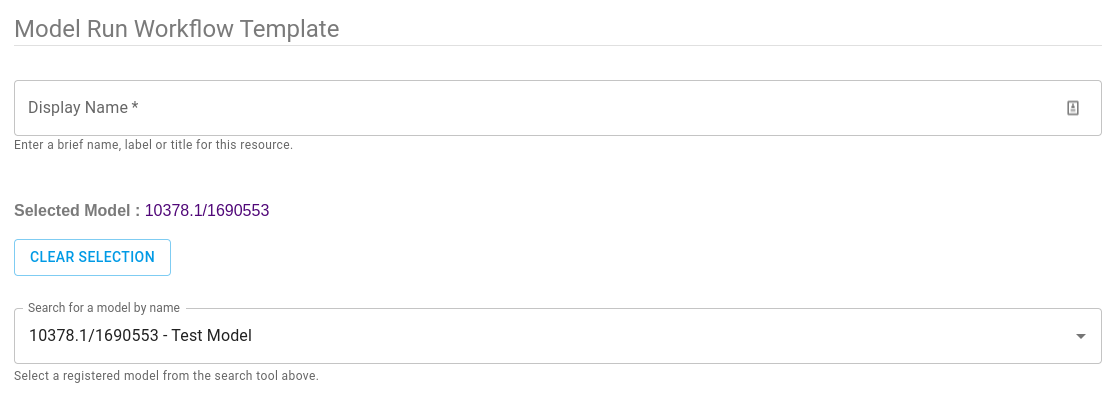 Model Run Workflow Template
Display Name *
Enter a brief name, label or title for this resource.
Selected Model : 10378.1/1690553
CLEAR SELECTION
Search for a model by name
10378.1/1690553 - Test Model
Select a registered model from the search tool above.